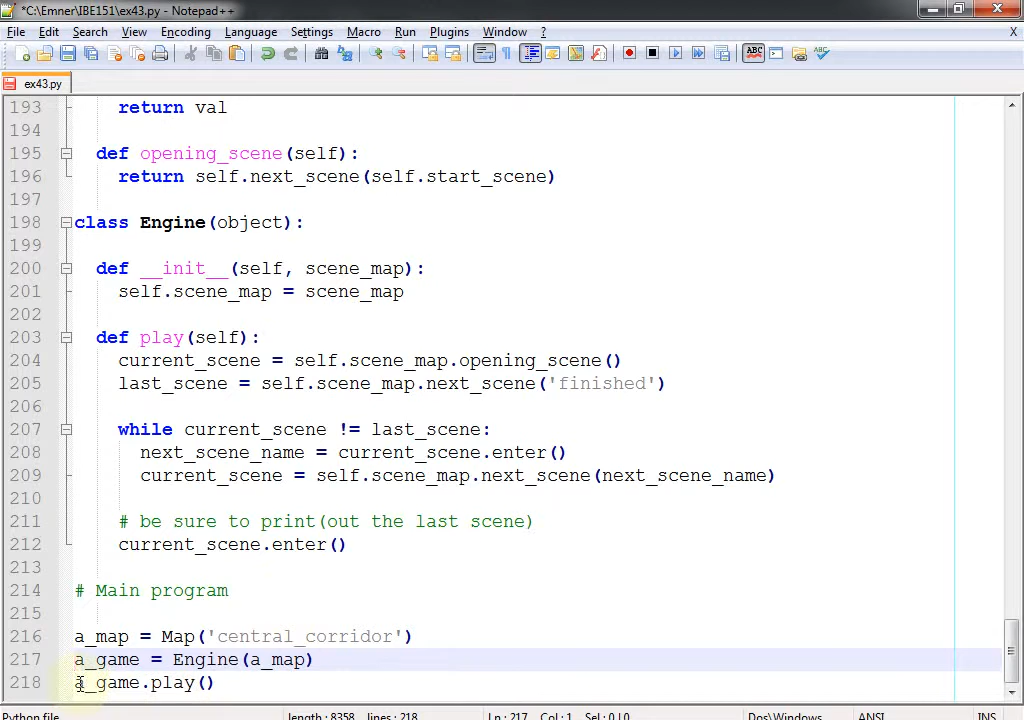 *C:\Emner\IBE151\ex43.py - Notepad++
File Edit Search View Encoding Language Settings Macro Run Plugins Window ? X
ex43.py
193 return val
194
195 def opening_scene(self):
196 return self.next_scene(self.start_scene)
197
198 class Engine(object):
199
200 def __init__(self, scene_map):
201 self.scene_map = scene_map
202
203 def play(self):
204 current_scene = self.scene_map.opening_scene()
205 last_scene = self.scene_map.next_scene('finished')
206
207 while current_scene != last_scene:
208 next_scene_name = current_scene.enter()
209 current_scene = self.scene_map.next_scene(next_scene_name)
210
211 # be sure to print(out the last scene)
212 current_scene.enter()
213
214 # Main program
215
216 a_map = Map('central_corridor')
217 a_game = Engine(a_map)
218 a_game.play()
Python file length : 8358 lines : 218 Ln : 217 Col : 1 Sel : 0 | 0 Dos\Windows ANSI INS